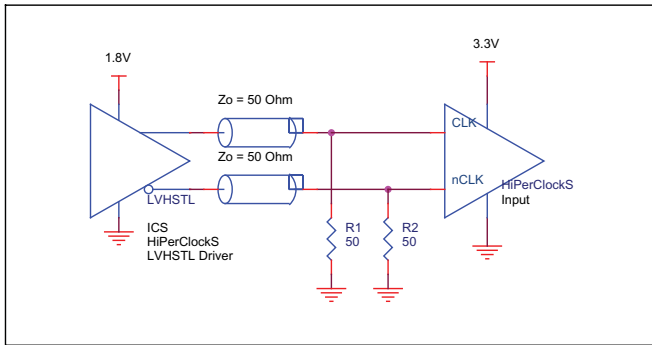 1.8V
3.3V
Zo = 50 Ohm
CLK
Zo = 50 Ohm
nCLK
HiPerClockS
Input
LVHSTL
ICS
HiPerClockS
LVHSTL Driver
R1
50
R2
50